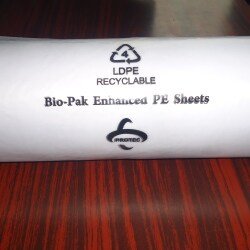 4
LDPE
RECYCLABLE
Bio-Pak Enhanced PE Sheets